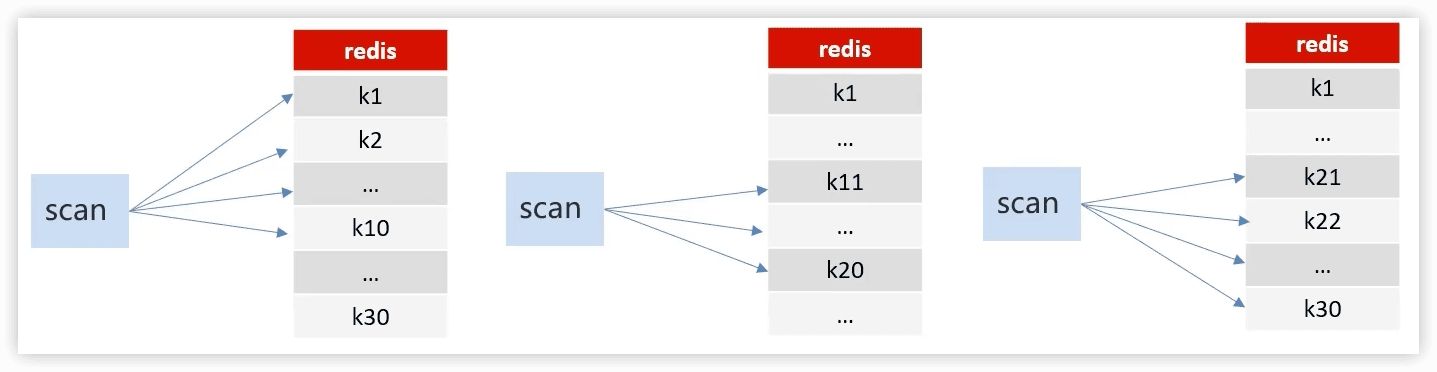 redis
k1
k2
...
k10
...
k30
scan
redis
k1
...
k11
...
k20
...
scan
redis
k1
...
k21
k22
...
k30
scan